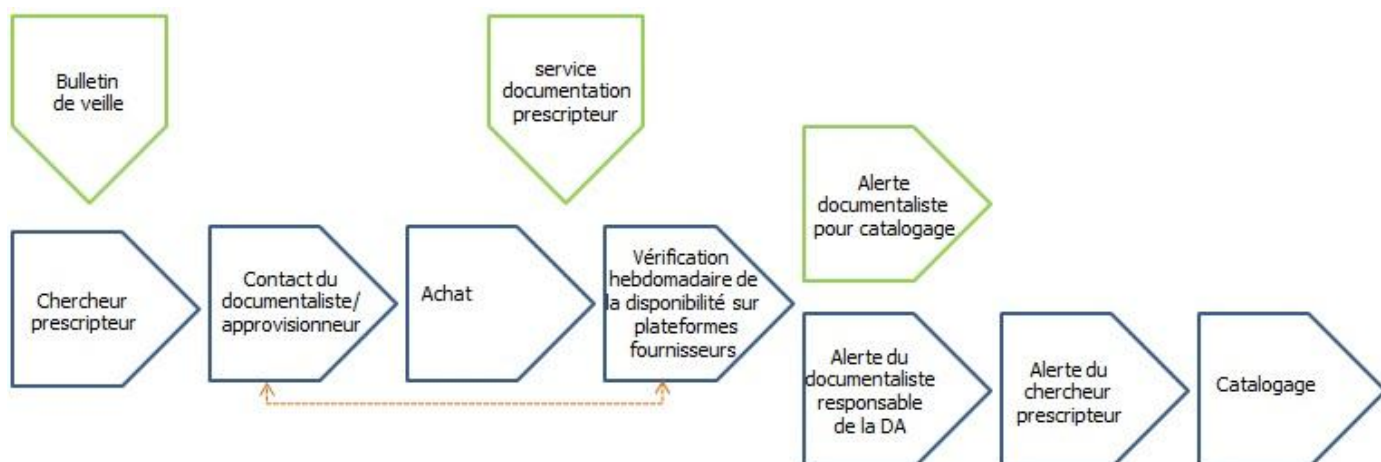 Bulletin
de veille
service
documentation
prescripteur
Alerte
documentaliste
pour catalogage
Chercheur
prescripteur
Contact du
documentaliste/
approvisionneur
Achat
Vérification
hebdomadaire de
la disponibilité sur
plateformes
fournisseurs
Alerte du
documentaliste
responsable
de la DA
Alerte du
chercheur
prescripteur
Catalogage